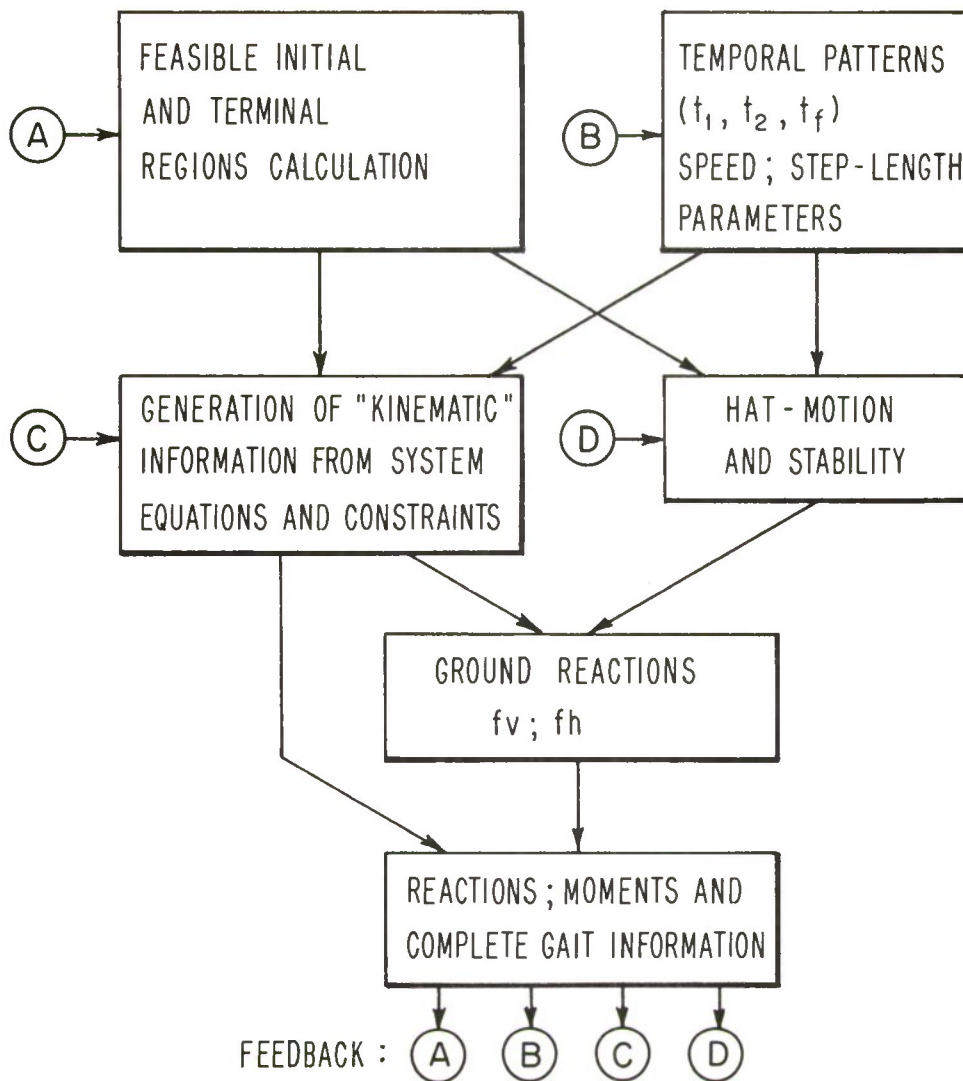 FEASIBLE INITIAL
AND TERMINAL
REGIONS CALCULATION
A
TEMPORAL PATTERNS
(t₁, t₂, t_f)
SPEED; STEP-LENGTH
PARAMETERS
B
GENERATION OF "KINEMATIC"
INFORMATION FROM SYSTEM
EQUATIONS AND CONSTRAINTS
C
HAT-MOTION
AND STABILITY
D
GROUND REACTIONS
fv; fh
REACTIONS; MOMENTS AND
COMPLETE GAIT INFORMATION
FEEDBACK: A B C D